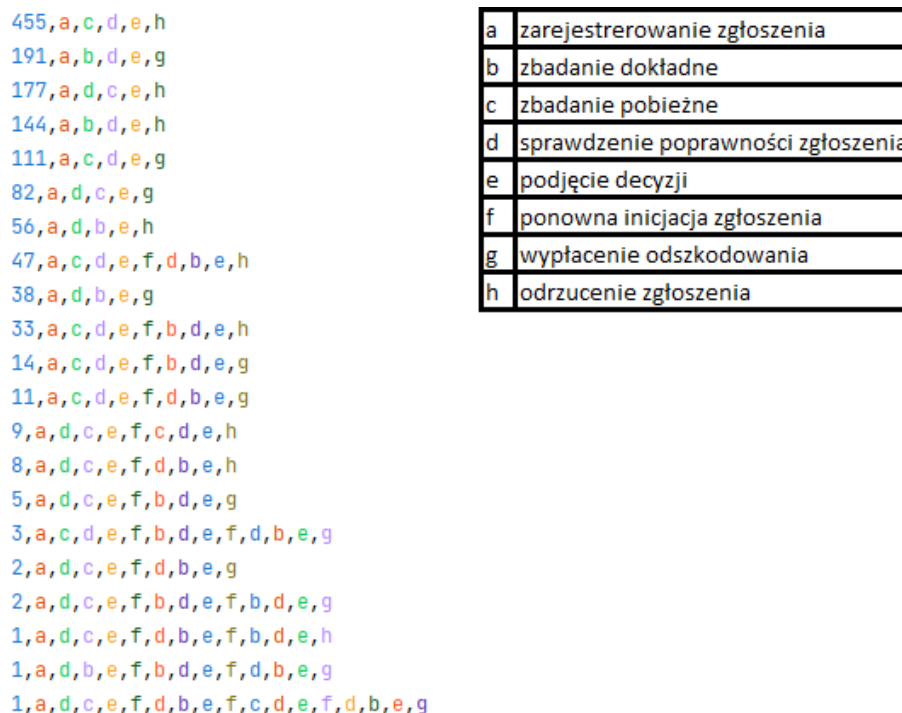 455,a,c,d,e,h
191,a,b,d,e,g
177,a,d,c,e,h
144,a,b,d,e,h
111,a,c,d,e,g
82,a,d,c,e,g
56,a,d,b,e,h
47,a,c,d,e,f,d,b,e,h
38,a,d,b,e,g
33,a,c,d,e,f,b,d,e,h
14,a,c,d,e,f,b,d,e,g
11,a,c,d,e,f,d,b,e,g
9,a,d,c,e,f,c,d,e,h
8,a,d,c,e,f,d,b,e,h
5,a,d,c,e,f,b,d,e,g
3,a,c,d,e,f,b,d,e,f,d,b,e,g
2,a,d,c,e,f,d,b,e,g
2,a,d,c,e,f,b,d,e,f,b,d,e,g
1,a,d,c,e,f,d,b,e,f,b,d,e,h
1,a,d,b,e,f,b,d,e,f,d,b,e,g
1,a,d,c,e,f,d,b,e,f,c,d,e,f,d,b,e,g
a zarejestrerowanie zgłoszenia
b zbadanie dokładne
c zbadanie pobieżne
d sprawdzenie poprawności zgłoszenia
e podjęcie decyzji
f ponowna inicjacja zgłoszenia
g wypłacenie odszkodowania
h odrzucenie zgłoszenia